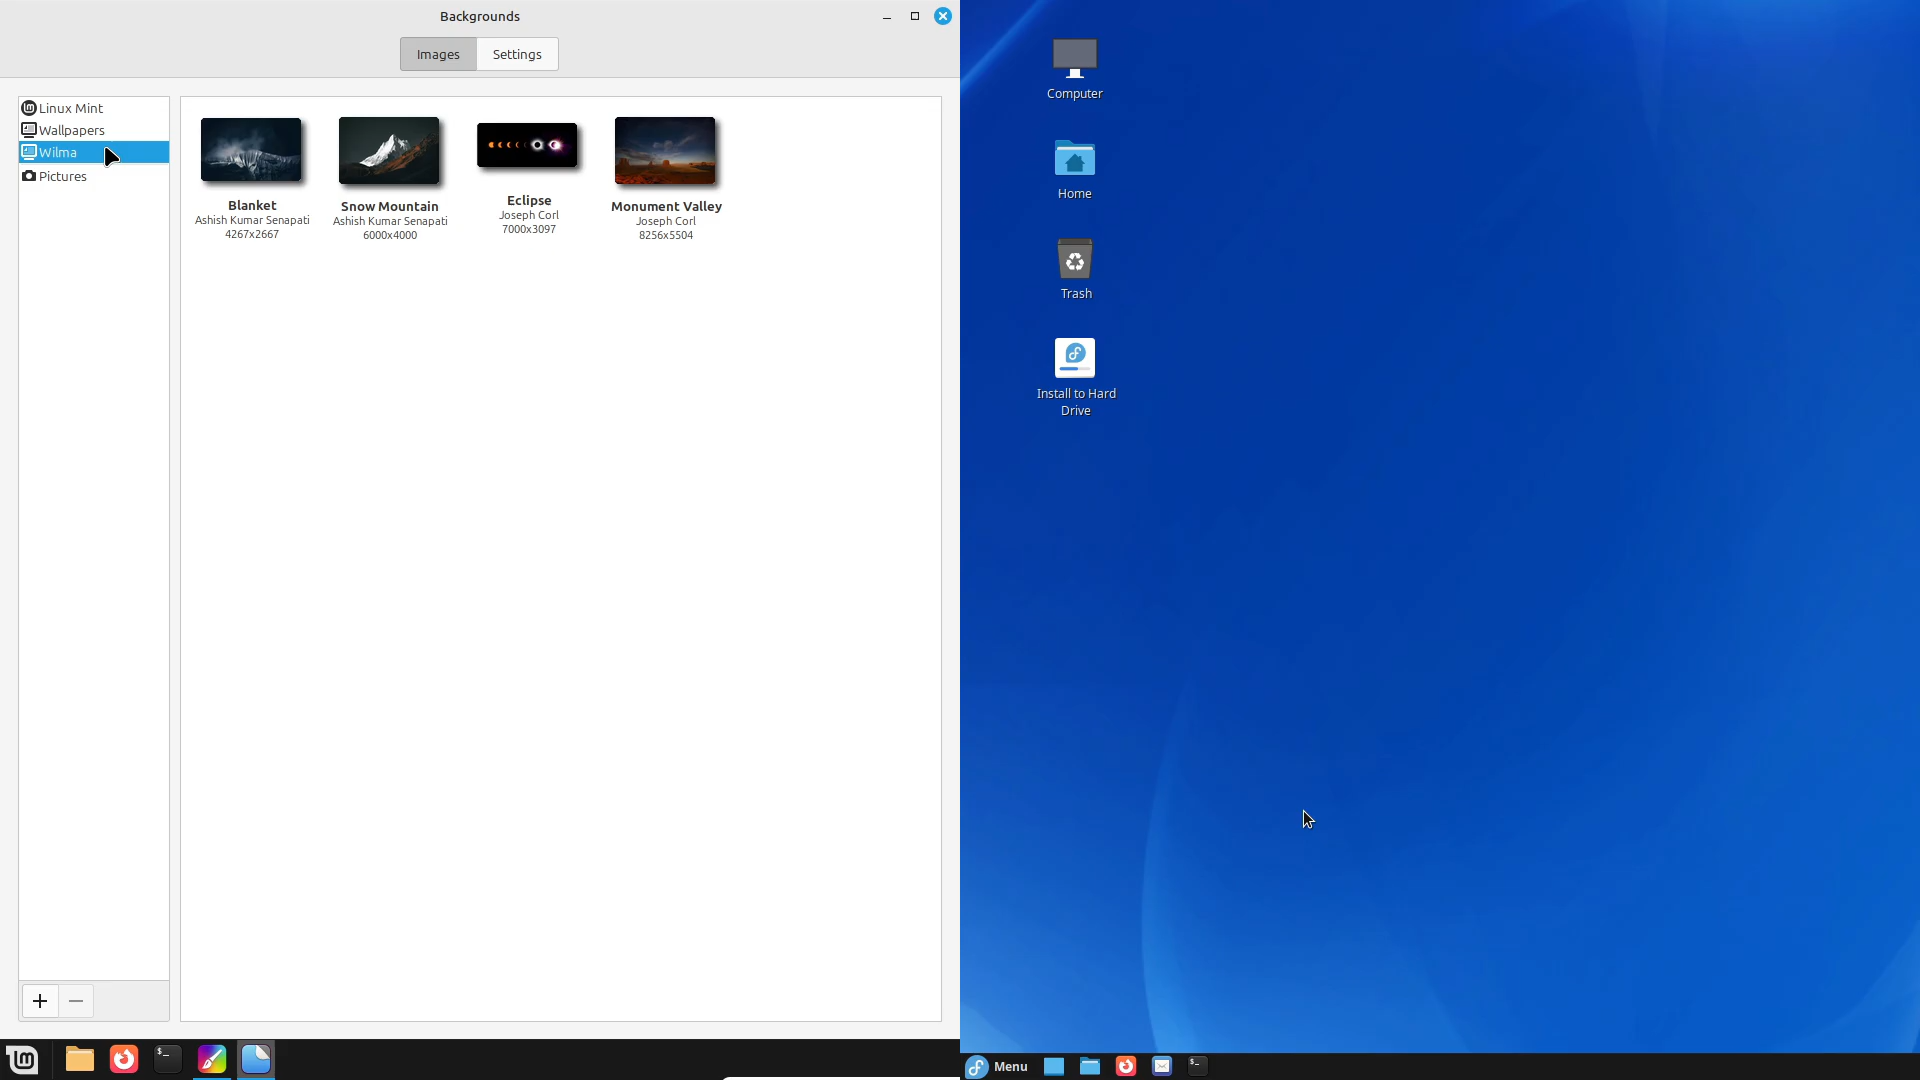 Backgrounds
Images
Settings
Linux Mint
Wallpapers
Wilma
Pictures
Blanket
Ashish Kumar Senapati
4267x2667
Snow Mountain
Ashish Kumar Senapati
6000x4000
Eclipse
Joseph Corl
7000x3097
Monument Valley
Joseph Corl
8256x5504
Computer
Home
Trash
Install to Hard
Drive
Menu